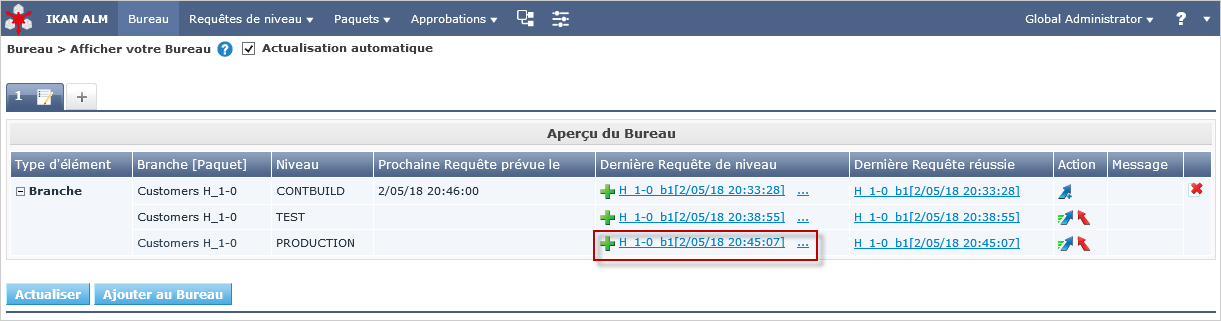 IKAN ALM Bureau Requêtes de niveau Paquets Approbations Global Administrator ?
Bureau > Afficher votre Bureau ? Actualisation automatique
1 +
Aperçu du Bureau
Type d'élément Branche [Paquet] Niveau Prochaine Requête prévue le Dernière Requête de niveau Dernière Requête réussie Action Message
Branche Customers H_1-0 CONTBUILD 2/05/18 20:46:00 H_1-0_b1[2/05/18 20:33:28] ... H_1-0_b1[2/05/18 20:33:28]
Customers H_1-0 TEST H_1-0_b1[2/05/18 20:38:55] ... H_1-0_b1[2/05/18 20:38:55]
Customers H_1-0 PRODUCTION H_1-0_b1[2/05/18 20:45:07] ... H_1-0_b1[2/05/18 20:45:07]
Actualiser Ajouter au Bureau